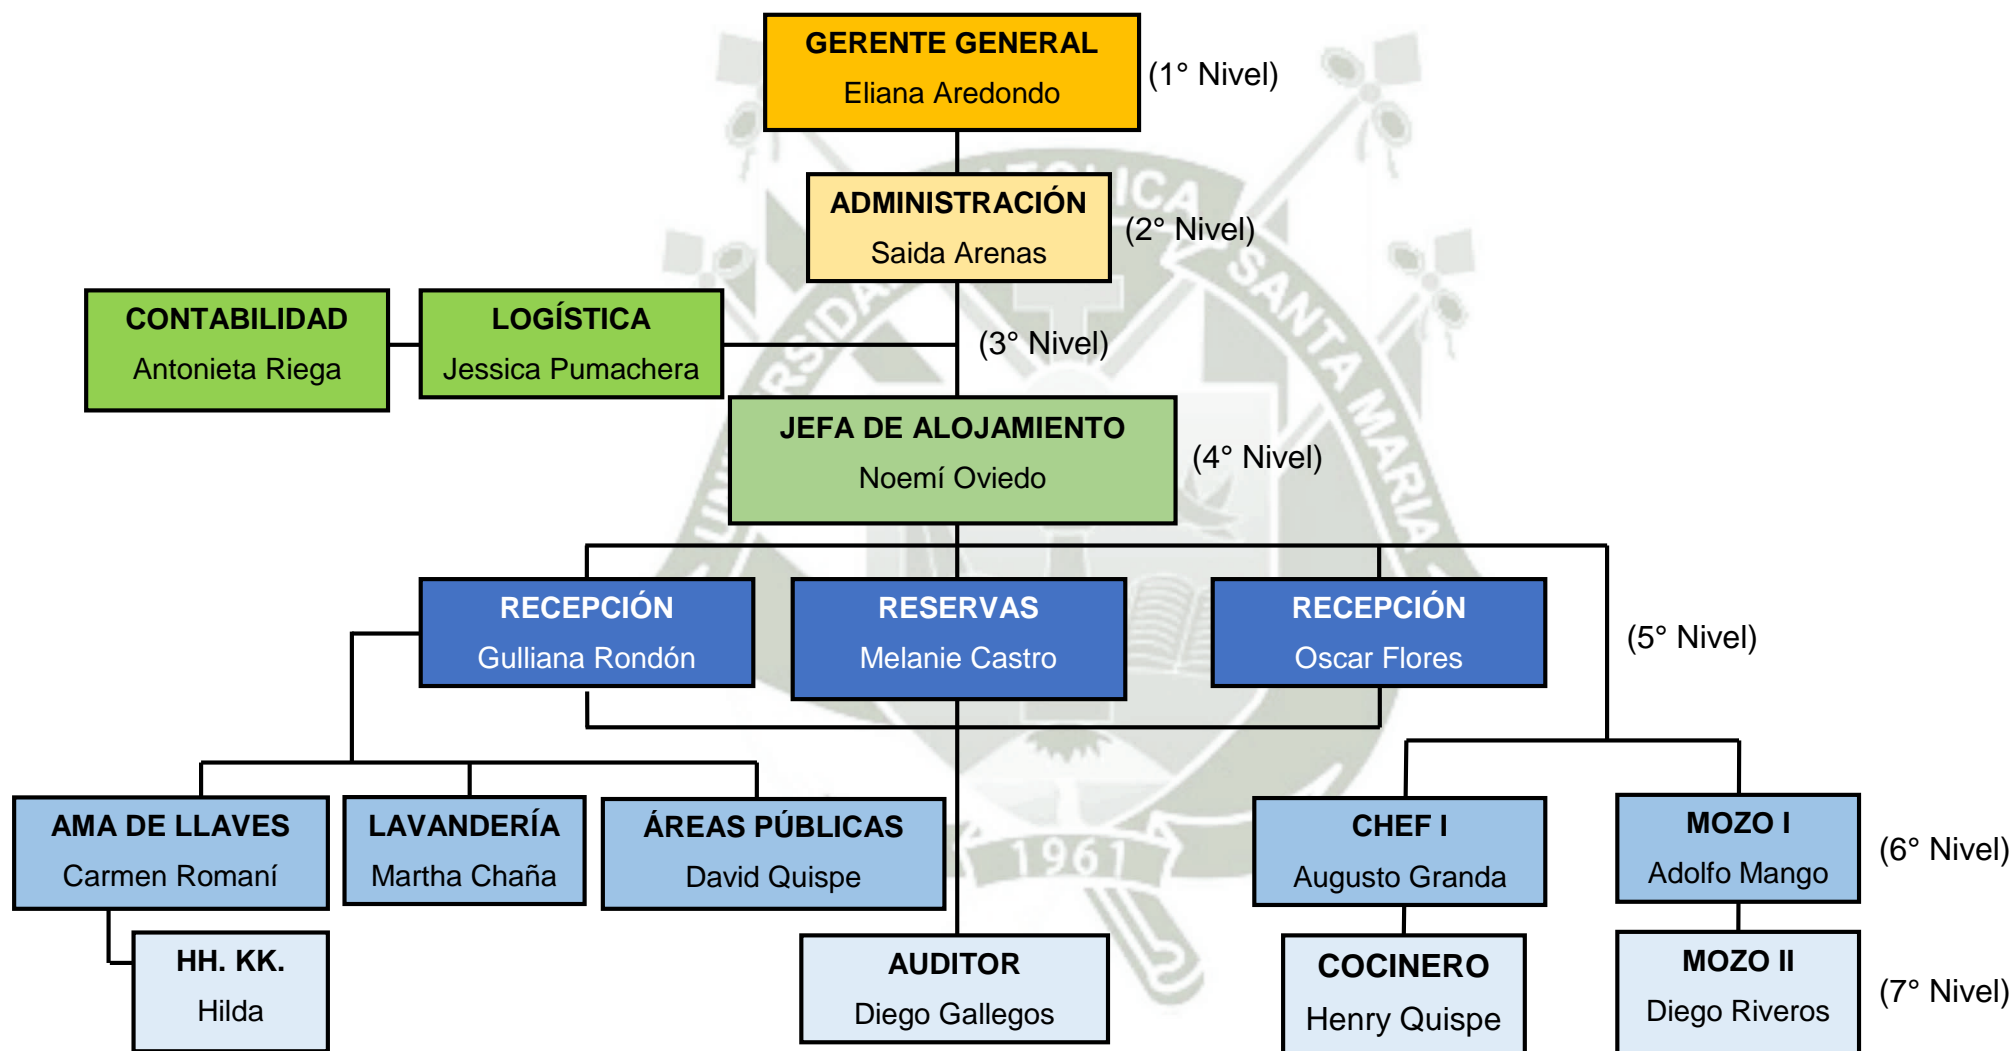 GERENTE GENERAL
Eliana Aredondo
(1° Nivel)
ADMINISTRACIÓN
Saida Arenas
(2° Nivel)
CONTABILIDAD
Antonieta Riega
LOGÍSTICA
Jessica Pumachera
(3° Nivel)
JEFA DE ALOJAMIENTO
Noemí Oviedo
(4° Nivel)
RECEPCIÓN
Gulliana Rondón
RESERVAS
Melanie Castro
RECEPCIÓN
Oscar Flores
(5° Nivel)
AMA DE LLAVES
Carmen Romaní
LAVANDERÍA
Martha Chaña
ÁREAS PÚBLICAS
David Quispe
CHEF I
Augusto Granda
MOZO I
Adolfo Mango
(6° Nivel)
HH. KK.
Hilda
AUDITOR
Diego Gallegos
COCINERO
Henry Quispe
MOZO II
Diego Riveros
(7° Nivel)
SANTA MARIA
1961